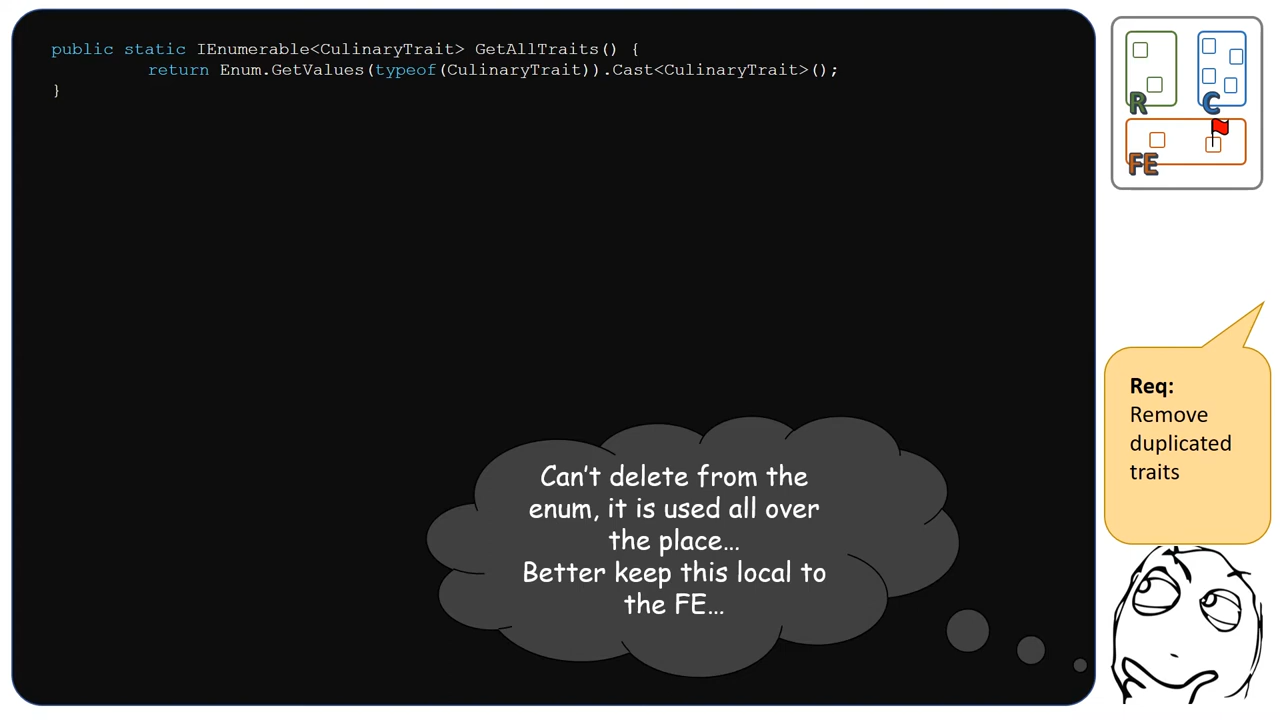 public static IEnumerable<CulinaryTrait> GetAllTraits() {
return Enum.GetValues(typeof(CulinaryTrait)).Cast<CulinaryTrait>();
}
R
C
FE
Req:
Remove
duplicated
traits
Can't delete from the
enum, it is used all over
the place…
Better keep this local to
the FE…